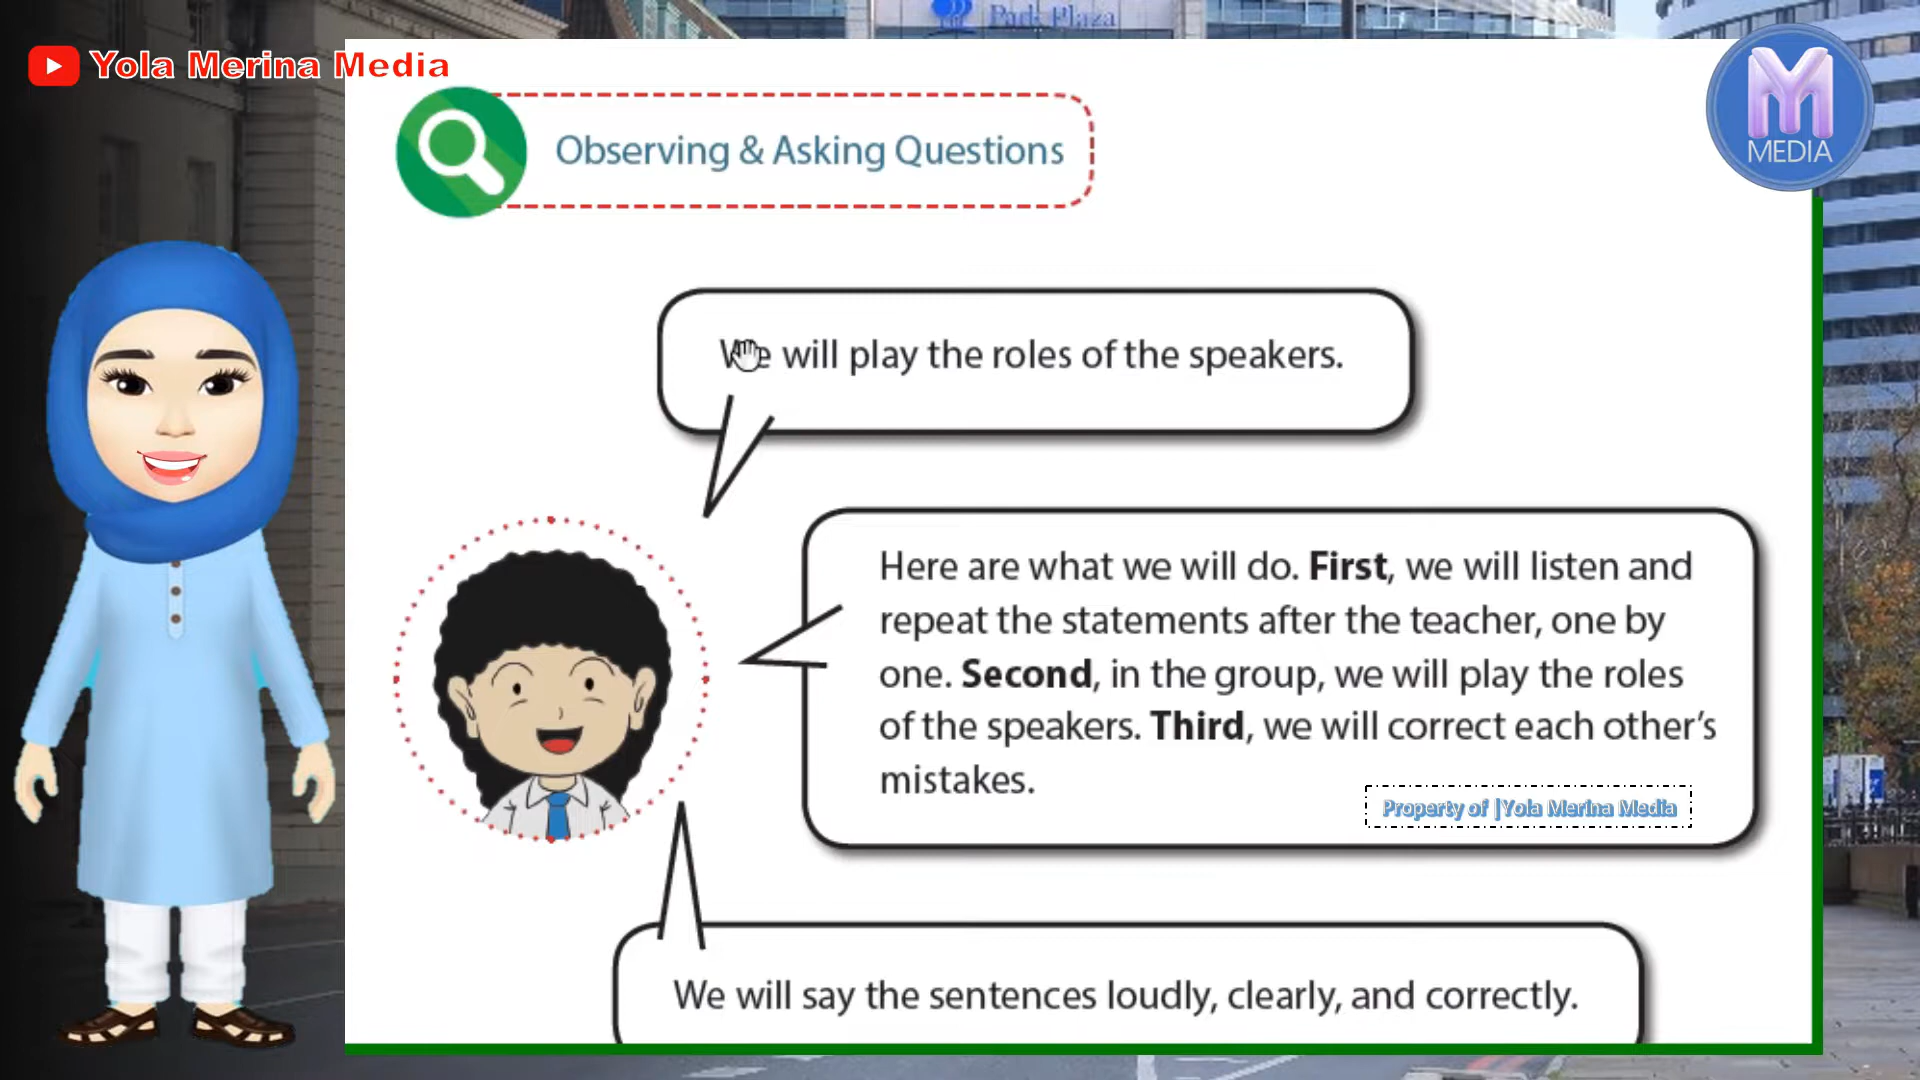 Park Plaza
Yola Merina Media
M
MEDIA
Observing & Asking Questions
We will play the roles of the speakers.
Here are what we will do. First, we will listen and
repeat the statements after the teacher, one by
one. Second, in the group, we will play the roles
of the speakers. Third, we will correct each other's
mistakes.
Property of |Yola Merina Media
We will say the sentences loudly, clearly, and correctly.